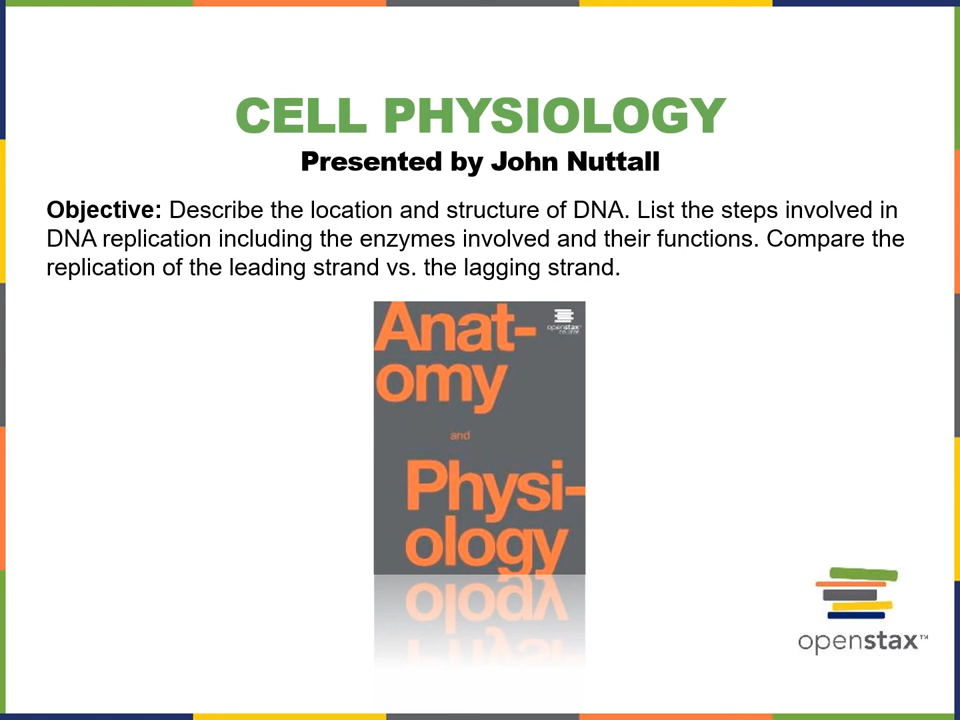 CELL PHYSIOLOGY
Presented by John Nuttall
Objective: Describe the location and structure of DNA. List the steps involved in
DNA replication including the enzymes involved and their functions. Compare the
replication of the leading strand vs. the lagging strand.
openstax
Anat-
omy
and
Physi-
ology
openstax™